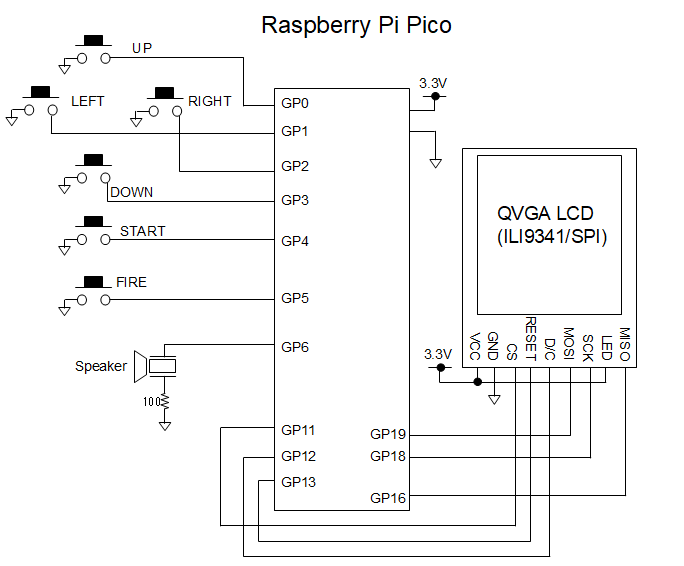 Raspberry Pi Pico
UP
LEFT
RIGHT
DOWN
START
FIRE
Speaker
100
GP0
GP1
GP2
GP3
GP4
GP5
GP6
GP11
GP12
GP13
GP19
GP18
GP16
3.3V
QVGA LCD
(ILI9341/SPI)
VCC
GND
CS
RESET
D/C
MOSI
SCK
LED
MISO
3.3V